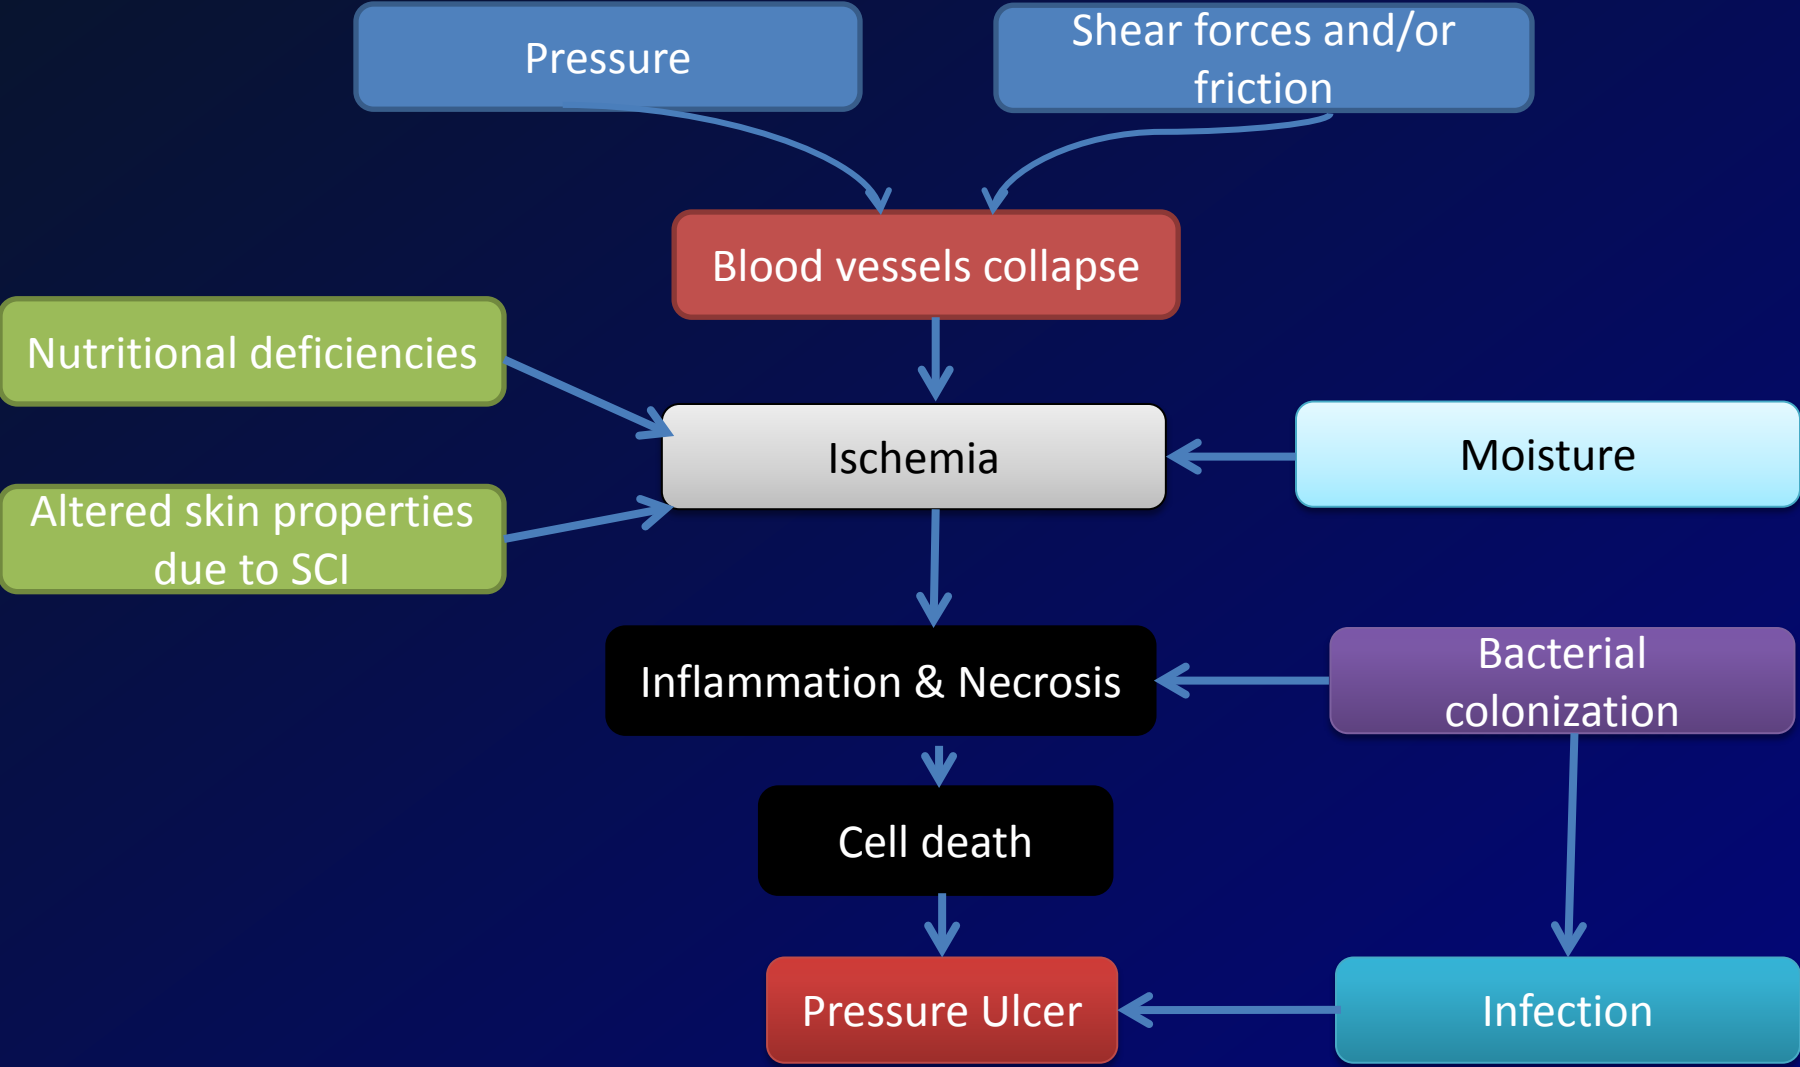 Pressure
Shear forces and/or
friction
Blood vessels collapse
Nutritional deficiencies
Ischemia
Moisture
Altered skin properties
due to SCI
Inflammation & Necrosis
Bacterial
colonization
Cell death
Pressure Ulcer
Infection